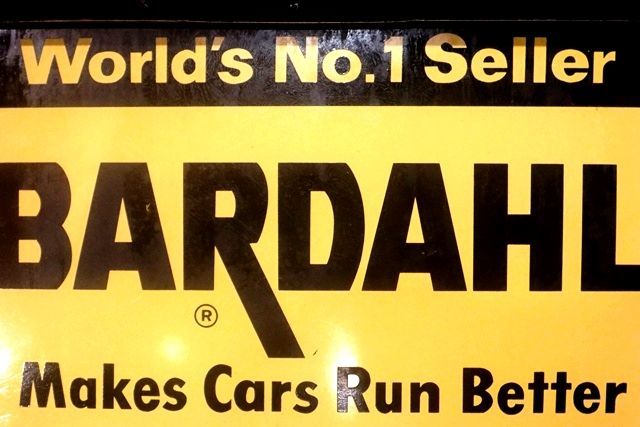 World's No.1 Seller
BARDAHL
®
Makes Cars Run Better